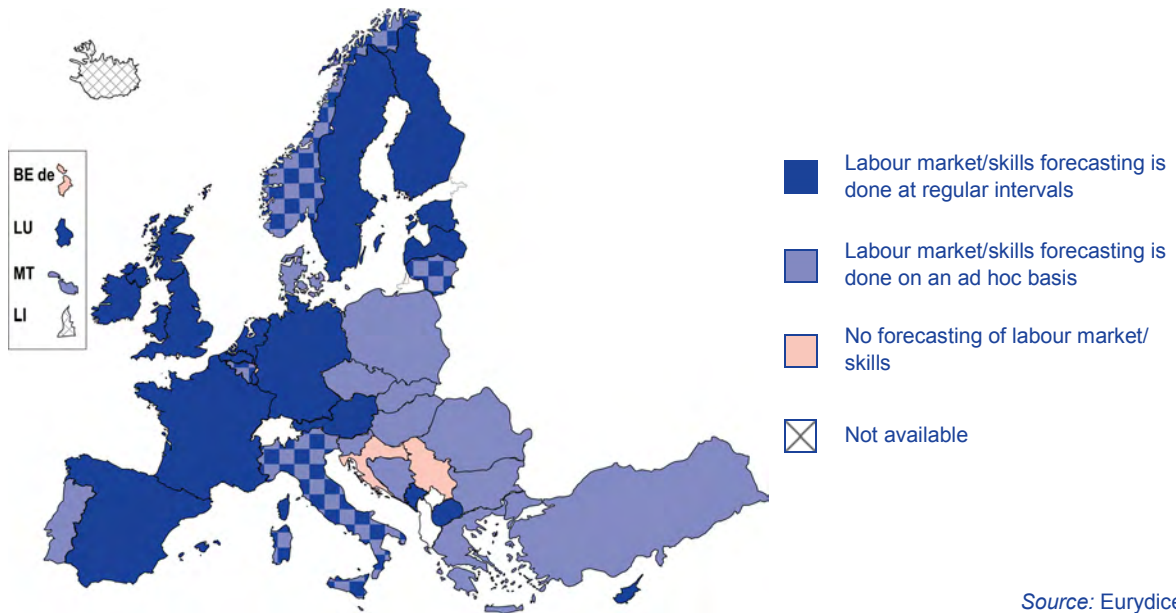 BE de
LU
MT
LI
Labour market/skills forecasting is
done at regular intervals
Labour market/skills forecasting is
done on an ad hoc basis
No forecasting of labour market/
skills
Not available
Source: Eurydice